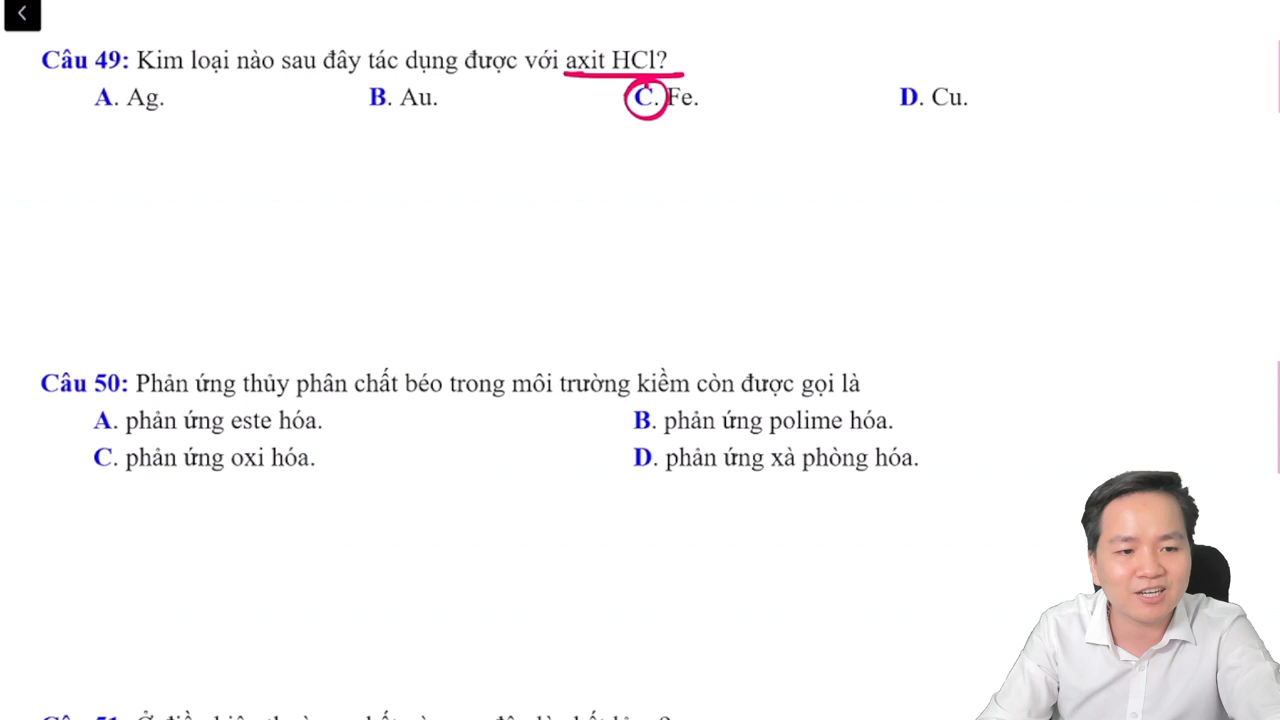 Câu 49: Kim loại nào sau đây tác dụng được với axit HCl?
A. Ag. B. Au. C. Fe. D. Cu.
Câu 50: Phản ứng thủy phân chất béo trong môi trường kiềm còn được gọi là
A. phản ứng este hóa. B. phản ứng polime hóa.
C. phản ứng oxi hóa. D. phản ứng xà phòng hóa.